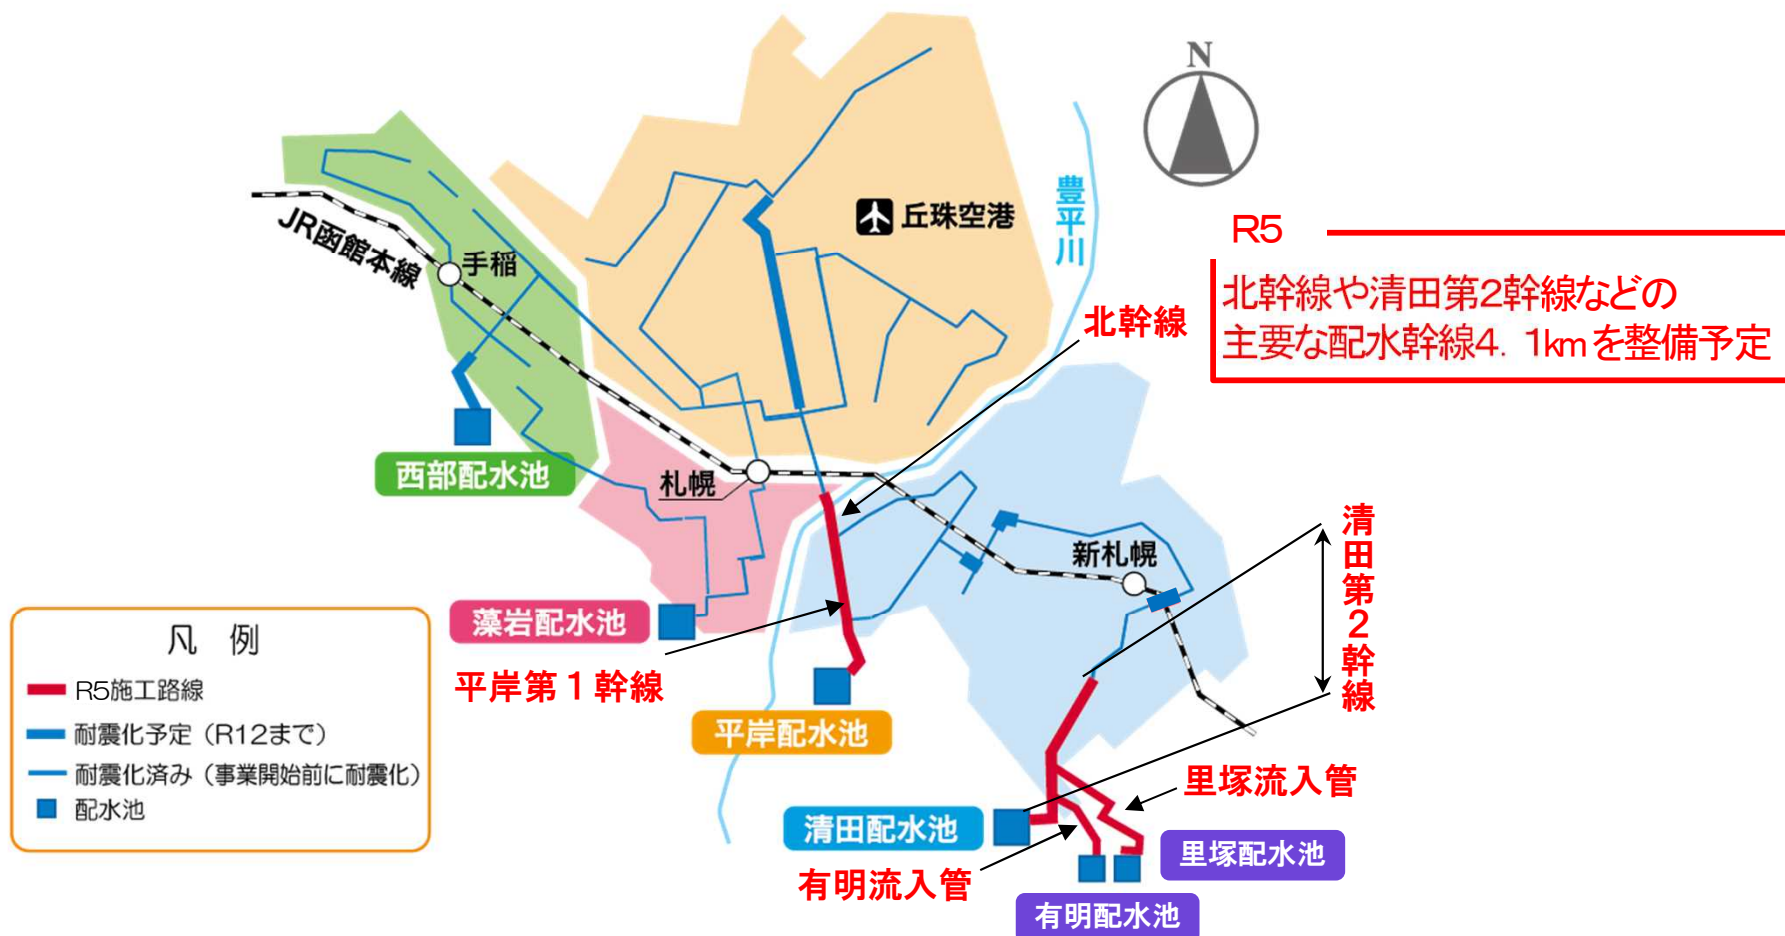 N
豊平川
丘珠空港
R5
北幹線や清田第2幹線などの
主要な配水幹線4．1kmを整備予定
JR函館本線
手稲
北幹線
西部配水池
札幌
新札幌
清田第2幹線
藻岩配水池
平岸第1幹線
平岸配水池
凡　例
R5施工路線
耐震化予定（R12まで）
耐震化済み（事業開始前に耐震化）
配水池
里塚流入管
清田配水池
里塚配水池
有明流入管
有明配水池